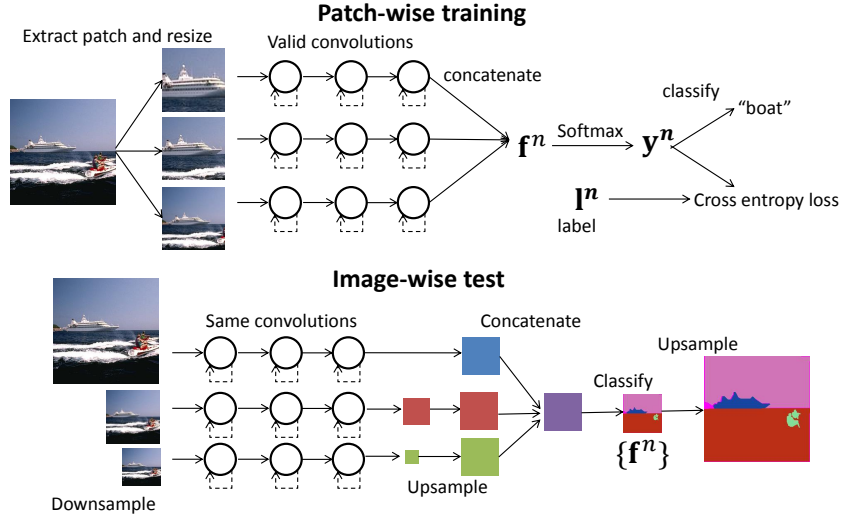 Patch-wise training
Extract patch and resize
Valid convolutions
concatenate
classify
"boat"
Softmax
fⁿ
yⁿ
lⁿ
label
Cross entropy loss
Image-wise test
Same convolutions
Concatenate
Upsample
Classify
{fⁿ}
Downsample
Upsample